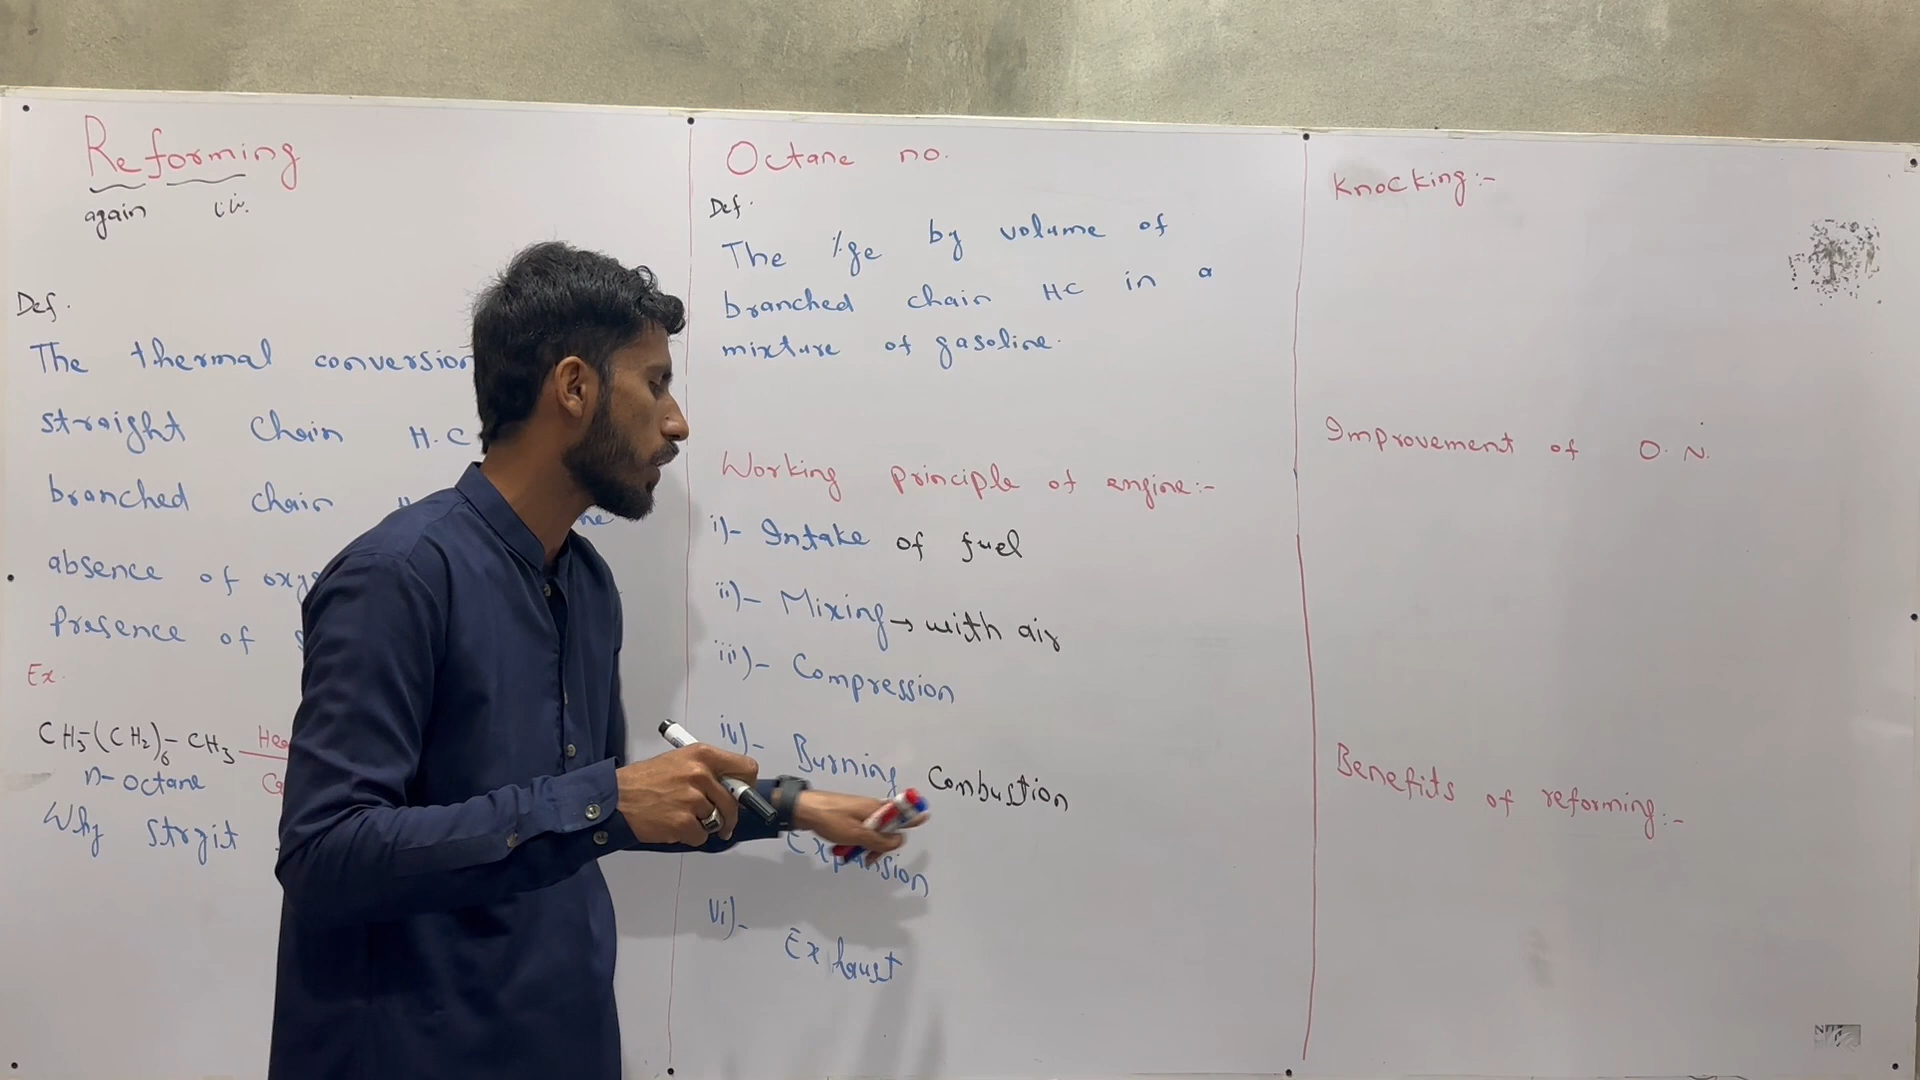 Reforming
again
Def.
The thermal conversion
straight chain H.C
branched chain
absence of
Presence of
Ex.
CH3-(CH2)6-CH3
n-octane
Why strgit
Octane no.
Def.
The %ge by volume of
branched chain HC in a
mixture of gasoline.
Working principle of engine:-
i)- Intake of fuel
ii)- Mixing → with air
iii)- Compression
iv)- Burning Combustion
Expansion
Vi)- Exhaust
Knocking:-
Improvement of O.N.
Benefits of reforming:-